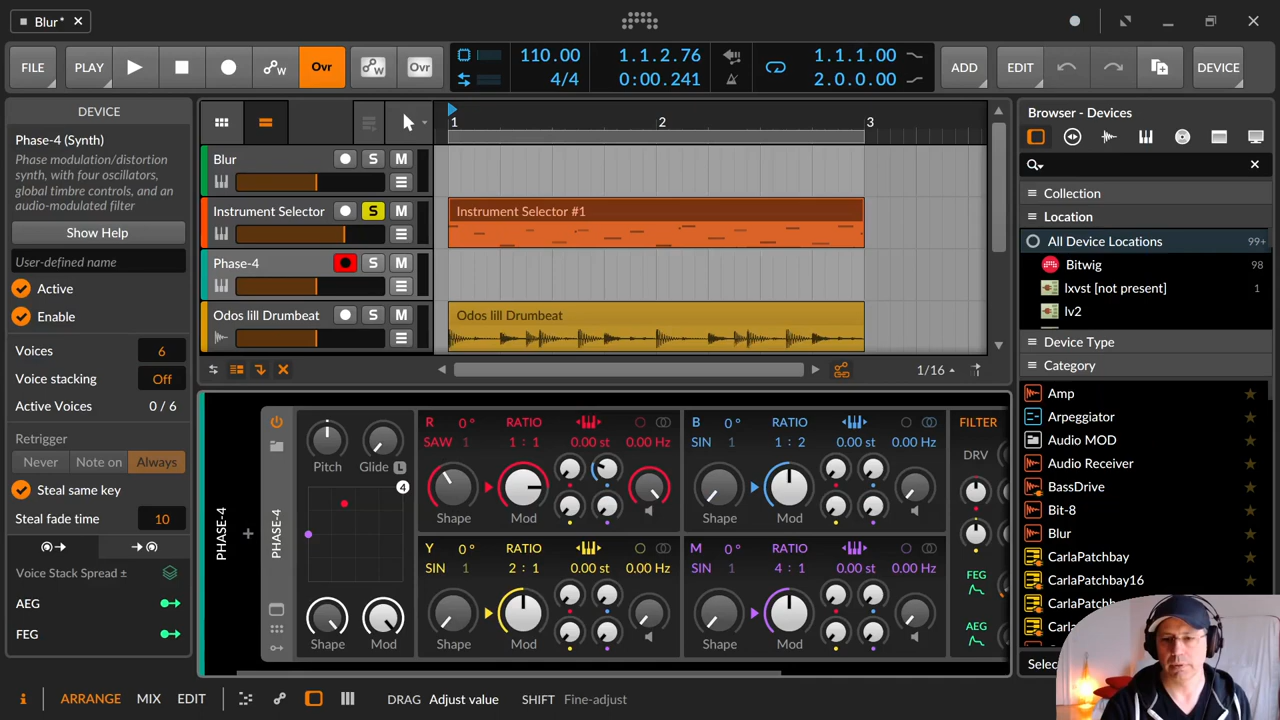 Blur*
FILE PLAY Ovr Ovr 110.00 1.1.2.76 1.1.1.00 ADD EDIT DEVICE
4/4 0:00.241 2.0.0.00
DEVICE
Phase-4 (Synth)
Phase modulation/distortion
synth, with four oscillators,
global timbre controls, and an
audio-modulated filter
Show Help
User-defined name
Active
Enable
Voices 6
Voice stacking Off
Active Voices 0 / 6
Retrigger
Never Note on Always
Steal same key
Steal fade time 10
Voice Stack Spread ±
AEG
FEG
1 2 3
Blur S M
Instrument Selector S M
Instrument Selector #1
Phase-4 S M
Odos lill Drumbeat S M
Odos lill Drumbeat
1/16
PHASE-4
+
PHASE-4
Pitch Glide L
4
Shape Mod
R 0° RATIO
SAW 1 1 : 1 0.00 st 0.00 Hz
Shape Mod
B 0° RATIO
SIN 1 1 : 2 0.00 st 0.00 Hz
Shape Mod
Y 0° RATIO
SIN 1 2 : 1 0.00 st 0.00 Hz
Shape Mod
M 0° RATIO
SIN 1 4 : 1 0.00 st 0.00 Hz
Shape Mod
FILTER
DRV
FEG
AEG
Browser - Devices
Collection
Location
All Device Locations 99+
Bitwig 98
lxvst [not present] 1
lv2
Device Type
Category
Amp
Arpeggiator
Audio MOD
Audio Receiver
BassDrive
Bit-8
Blur
CarlaPatchbay
CarlaPatchbay16
i ARRANGE MIX EDIT DRAG Adjust value SHIFT Fine-adjust